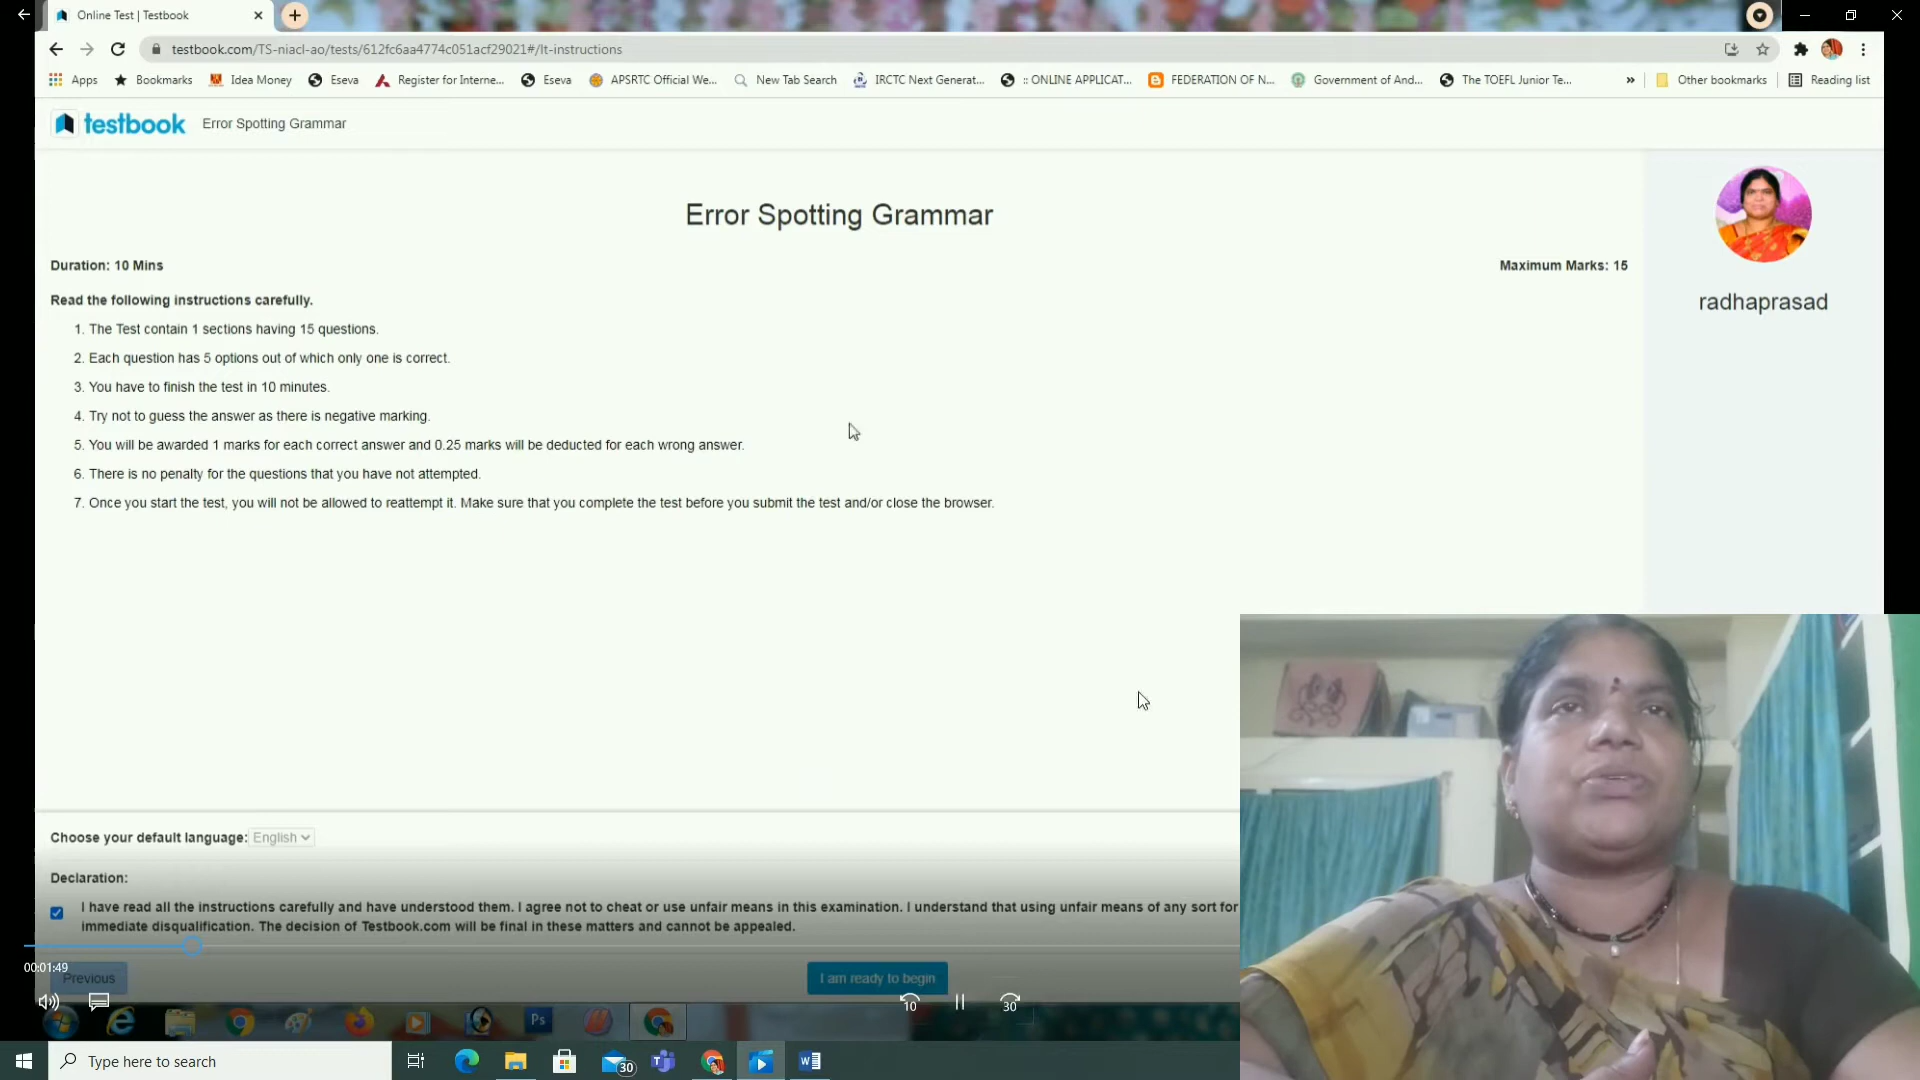 Online Test | Testbook
testbook.com/TS-niacl-ao/tests/612fc6aa4774c051acf29021#/lt-instructions
Apps Bookmarks Idea Money Eseva Register for Interne... Eseva APSRTC Official We... New Tab Search IRCTC Next Generat... :: ONLINE APPLICAT... FEDERATION OF N... Government of And... The TOEFL Junior Te... » Other bookmarks Reading list
testbook Error Spotting Grammar
Error Spotting Grammar
Duration: 10 Mins Maximum Marks: 15
radhaprasad
Read the following instructions carefully.
1. The Test contain 1 sections having 15 questions.
2. Each question has 5 options out of which only one is correct.
3. You have to finish the test in 10 minutes.
4. Try not to guess the answer as there is negative marking.
5. You will be awarded 1 marks for each correct answer and 0.25 marks will be deducted for each wrong answer.
6. There is no penalty for the questions that you have not attempted.
7. Once you start the test, you will not be allowed to reattempt it. Make sure that you complete the test before you submit the test and/or close the browser.
Choose your default language: English
Declaration:
I have read all the instructions carefully and have understood them. I agree not to cheat or use unfair means in this examination. I understand that using unfair means of any sort for
immediate disqualification. The decision of Testbook.com will be final in these matters and cannot be appealed.
00:01:49
Previous I am ready to begin
10 30
Ps
Type here to search 30